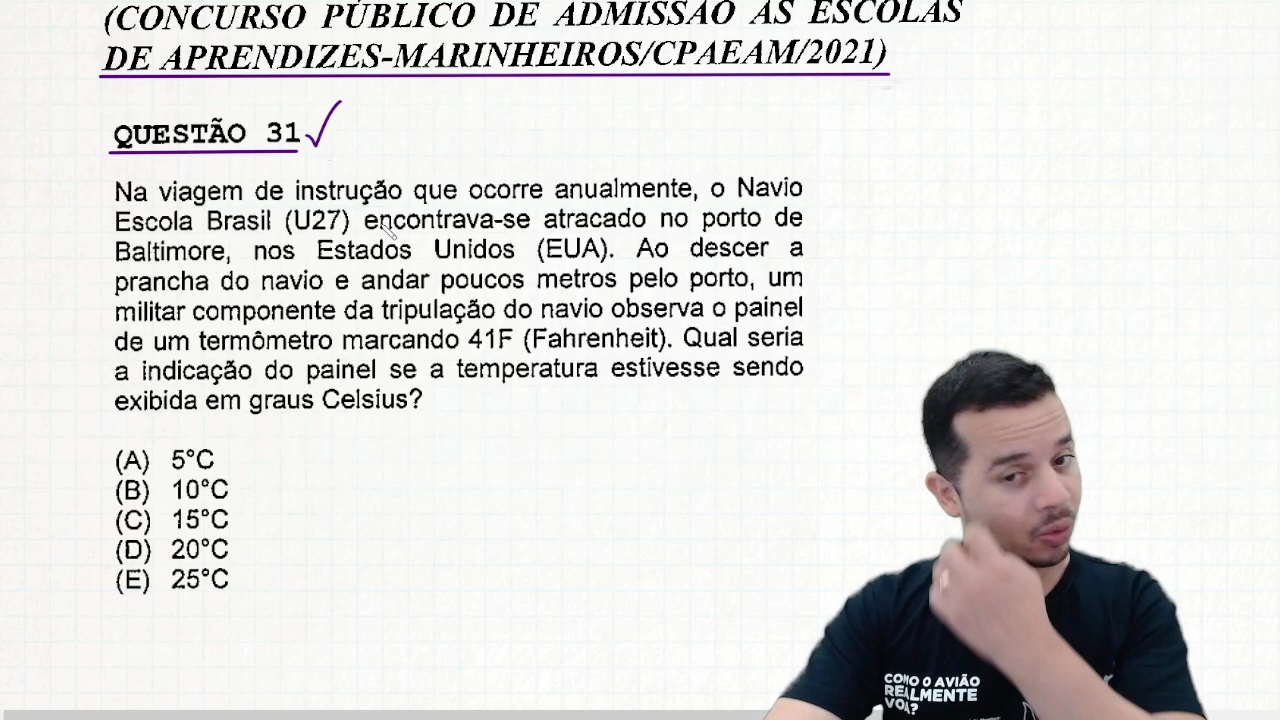 (CONCURSO PÚBLICO DE ADMISSÃO ÀS ESCOLAS
DE APRENDIZES-MARINHEIROS/CPAEAM/2021)
QUESTÃO 31
Na viagem de instrução que ocorre anualmente, o Navio
Escola Brasil (U27) encontrava-se atracado no porto de
Baltimore, nos Estados Unidos (EUA). Ao descer a
prancha do navio e andar poucos metros pelo porto, um
militar componente da tripulação do navio observa o painel
de um termômetro marcando 41F (Fahrenheit). Qual seria
a indicação do painel se a temperatura estivesse sendo
exibida em graus Celsius?
(A) 5°C
(B) 10°C
(C) 15°C
(D) 20°C
(E) 25°C
COMO O AVIÃO
REALMENTE
VOA?